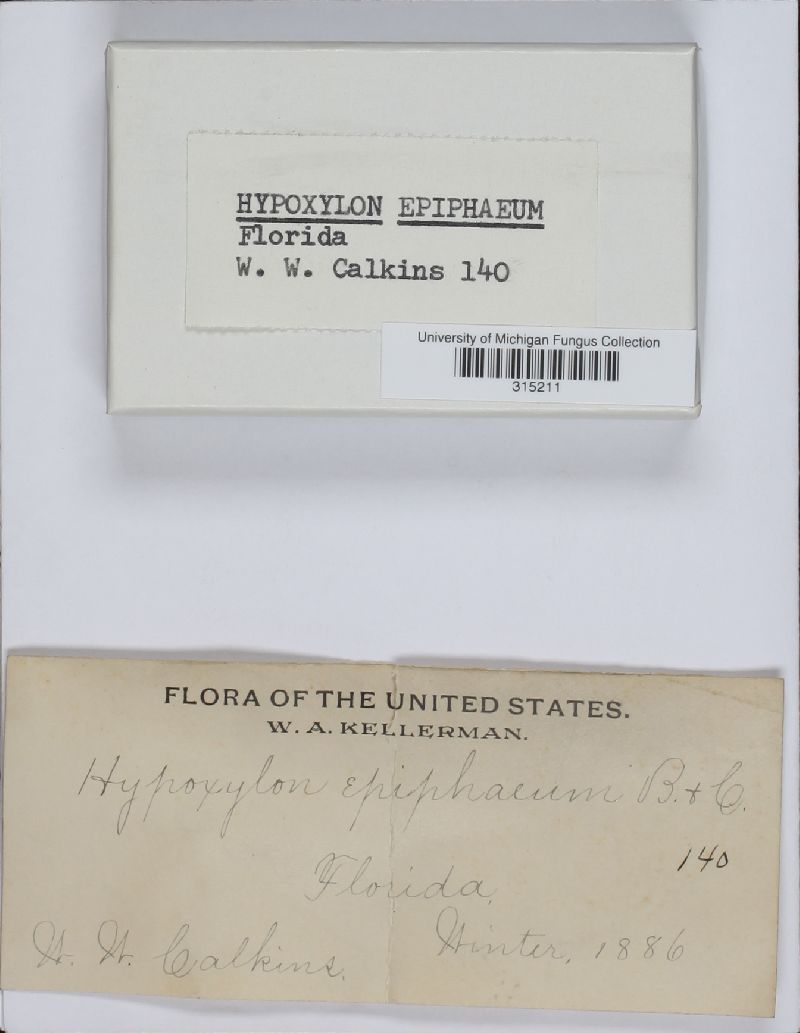 HYPOXYLON EPIPHAEUM
Florida
W. W. Calkins 140
University of Michigan Fungus Collection
315211
FLORA OF THE UNITED STATES.
W. A. KELLERMAN.
Hypoxylon epiphaeum B. & C.
140
Florida,
W. W. Calkins. Winter, 1886